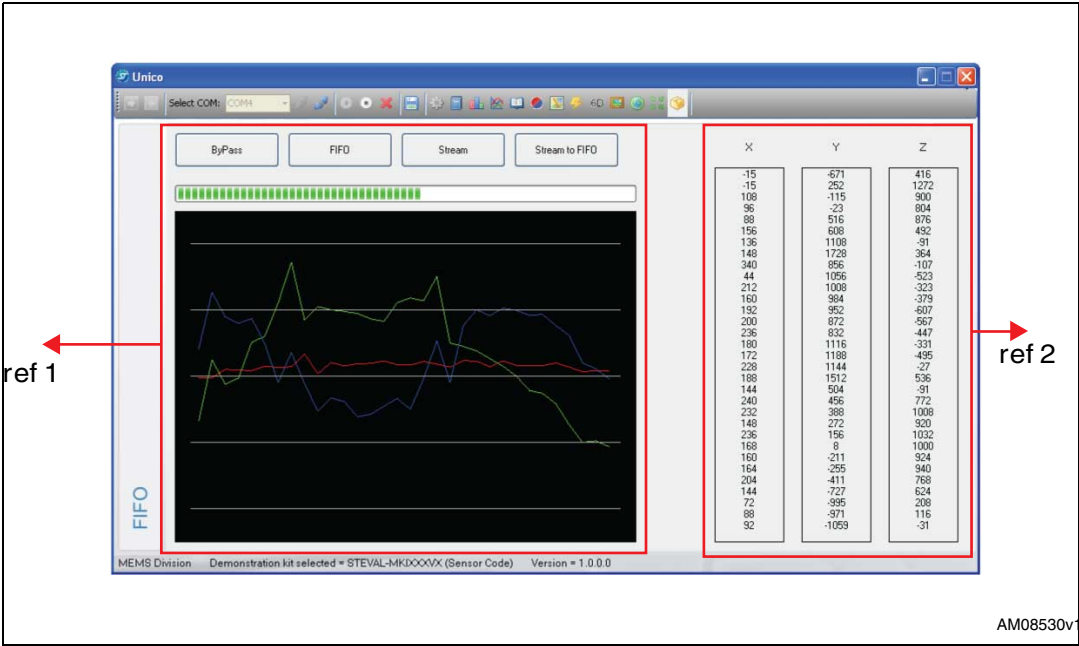 Unico
Select COM: COM4 6D
ByPass FIFO Stream Stream to FIFO
X Y Z
-15 -671 416
-15 252 1272
108 -115 900
96 -23 804
88 516 876
156 608 492
136 1108 -91
148 1728 364
340 856 -107
44 1056 -523
212 1008 -323
160 984 -379
192 952 -607
200 872 -567
236 832 -447
180 1116 -331
172 1188 -495
228 1144 -27
188 1512 536
144 504 -91
240 456 772
232 388 1008
148 272 920
236 156 1032
168 8 1000
160 -211 924
164 -255 940
204 -411 768
144 -727 624
72 -995 208
88 -971 116
92 -1059 -31
ref 1
ref 2
FIFO
MEMS Division Demonstration kit selected = STEVAL-MKIXXXVX (Sensor Code) Version = 1.0.0.0
AM08530v1